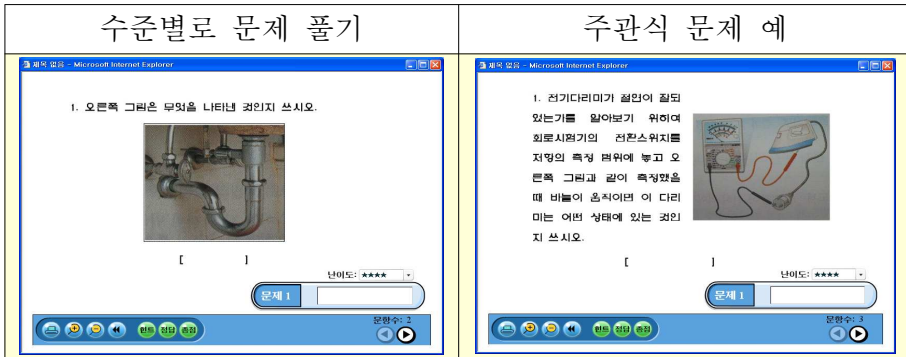 수준별로 문제 풀기
주관식 문제 예
제목 없음 - Microsoft Internet Explorer
1. 오른쪽 그림은 무엇을 나타낸 것인지 쓰시오.
[ ]
난이도: ★★★★
문제 1
힌트 정답 종점
문항수: 2
제목 없음 - Microsoft Internet Explorer
1. 전기다리미가 절연이 잘되
있는가를 알아보기 위하여
회로시험기의 전환스위치를
저항의 측정 범위에 놓고 오
른쪽 그림과 같이 측정했을
때 바늘이 움직이면 이 다리
미는 어떤 상태에 있는 것인
지 쓰시오.
[ ]
난이도: ★★★★
문제 1
힌트 정답 종점
문항수: 3